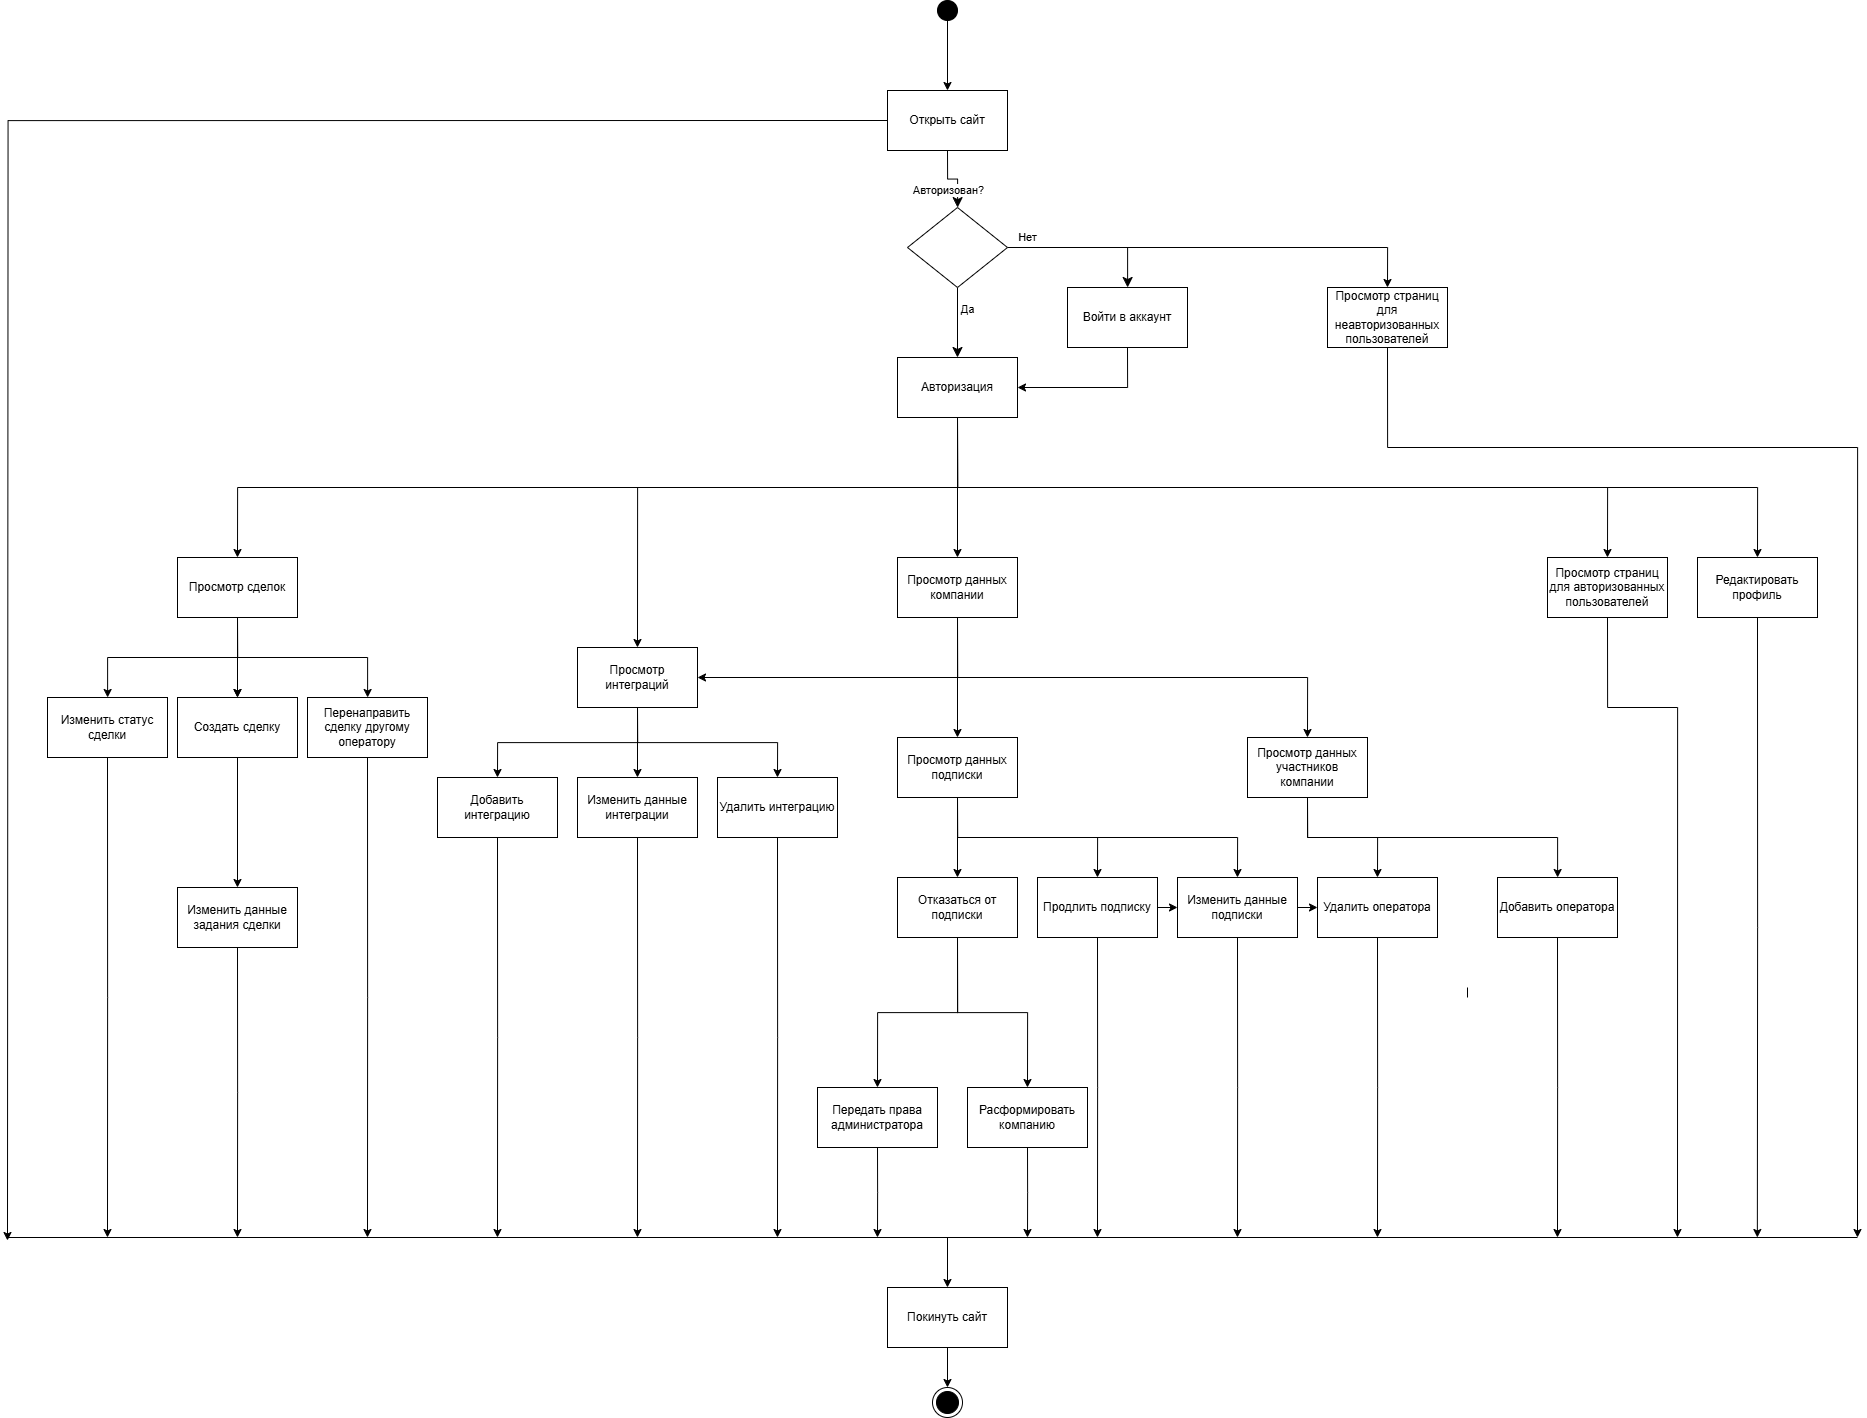 Открыть сайт
Авторизован?
Нет
Да
Войти в аккаунт
Просмотр страниц
для
неавторизованных
пользователей
Авторизация
Просмотр сделок
Просмотр данных
компании
Просмотр страниц
для авторизованных
пользователей
Редактировать
профиль
Просмотр
интеграций
Изменить статус
сделки
Создать сделку
Перенаправить
сделку другому
оператору
Просмотр данных
подписки
Просмотр данных
участников
компании
Добавить
интеграцию
Изменить данные
интеграции
Удалить интеграцию
Изменить данные
задания сделки
Отказаться от
подписки
Продлить подписку
Изменить данные
подписки
Удалить оператора
Добавить оператора
Передать права
администратора
Расформировать
компанию
Покинуть сайт